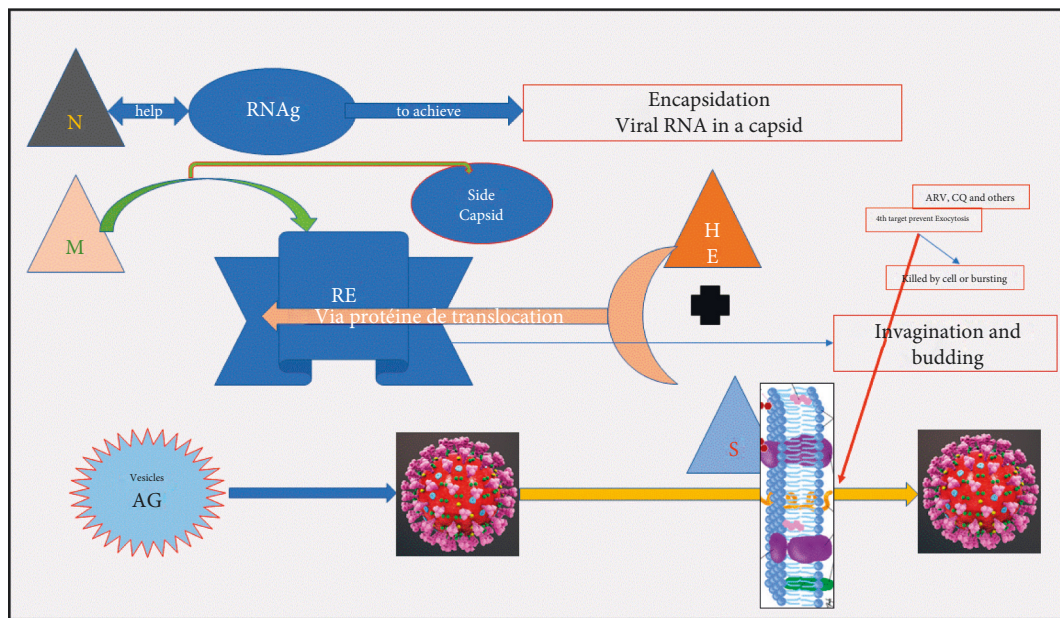 N
help
RNAg
to achieve
Encapsidation
Viral RNA in a capsid
M
Side
Capsid
H
E
ARV, CQ and others
4th target prevent Exocytosis
Killed by cell or bursting
RE
Via protéine de translocation
Invagination and
budding
S
Vesicles
AG